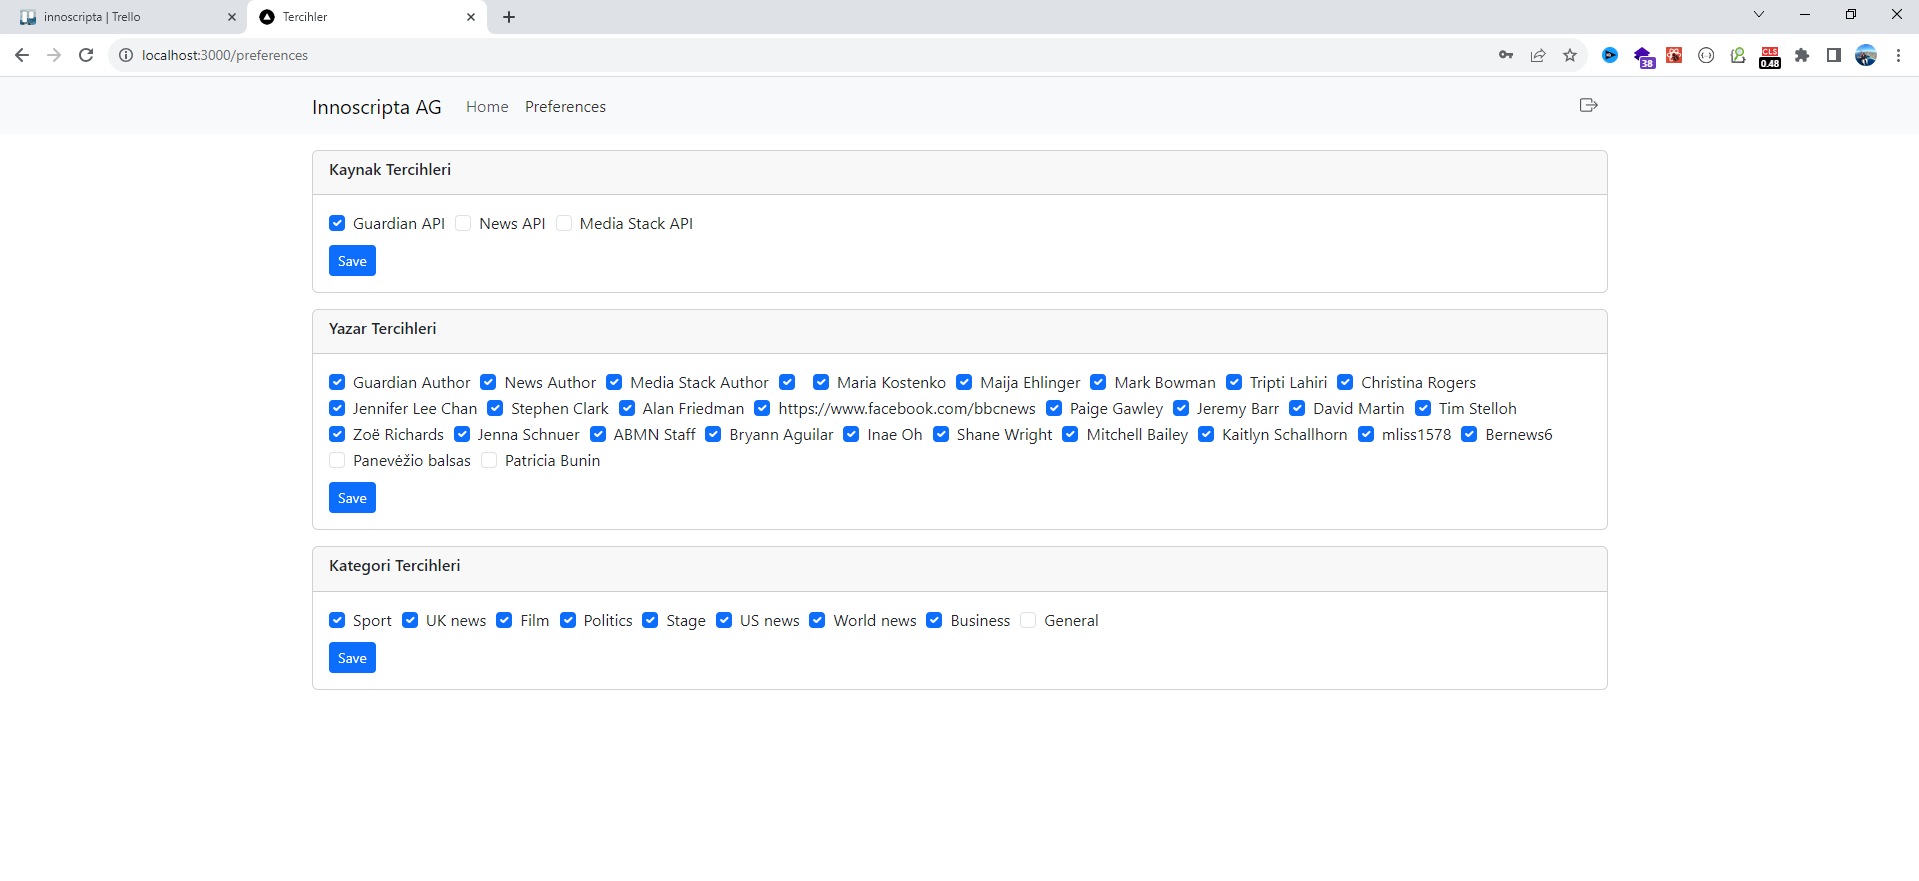 innoscripta | Trello
Tercihler
localhost:3000/preferences
38
CLS
0.48
Innoscripta AG Home Preferences
Kaynak Tercihleri
Guardian API News API Media Stack API
Save
Yazar Tercihleri
Guardian Author News Author Media Stack Author Maria Kostenko Maija Ehlinger Mark Bowman Tripti Lahiri Christina Rogers
Jennifer Lee Chan Stephen Clark Alan Friedman https://www.facebook.com/bbcnews Paige Gawley Jeremy Barr David Martin Tim Stelloh
Zoë Richards Jenna Schnuer ABMN Staff Bryann Aguilar Inae Oh Shane Wright Mitchell Bailey Kaitlyn Schallhorn mliss1578 Bernews6
Panevėžio balsas Patricia Bunin
Save
Kategori Tercihleri
Sport UK news Film Politics Stage US news World news Business General
Save